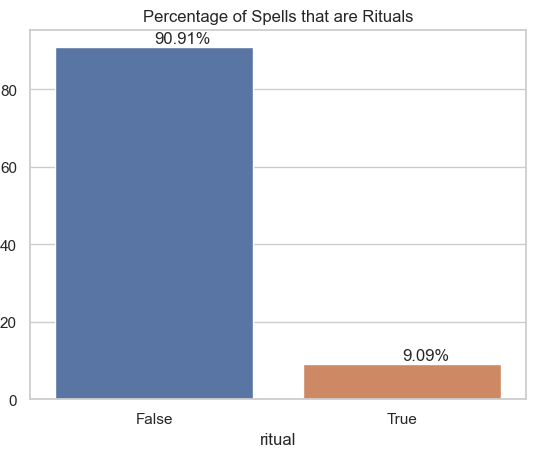 Percentage of Spells that are Rituals
90.91%
80
60
40
20
9.09%
0
False True
ritual